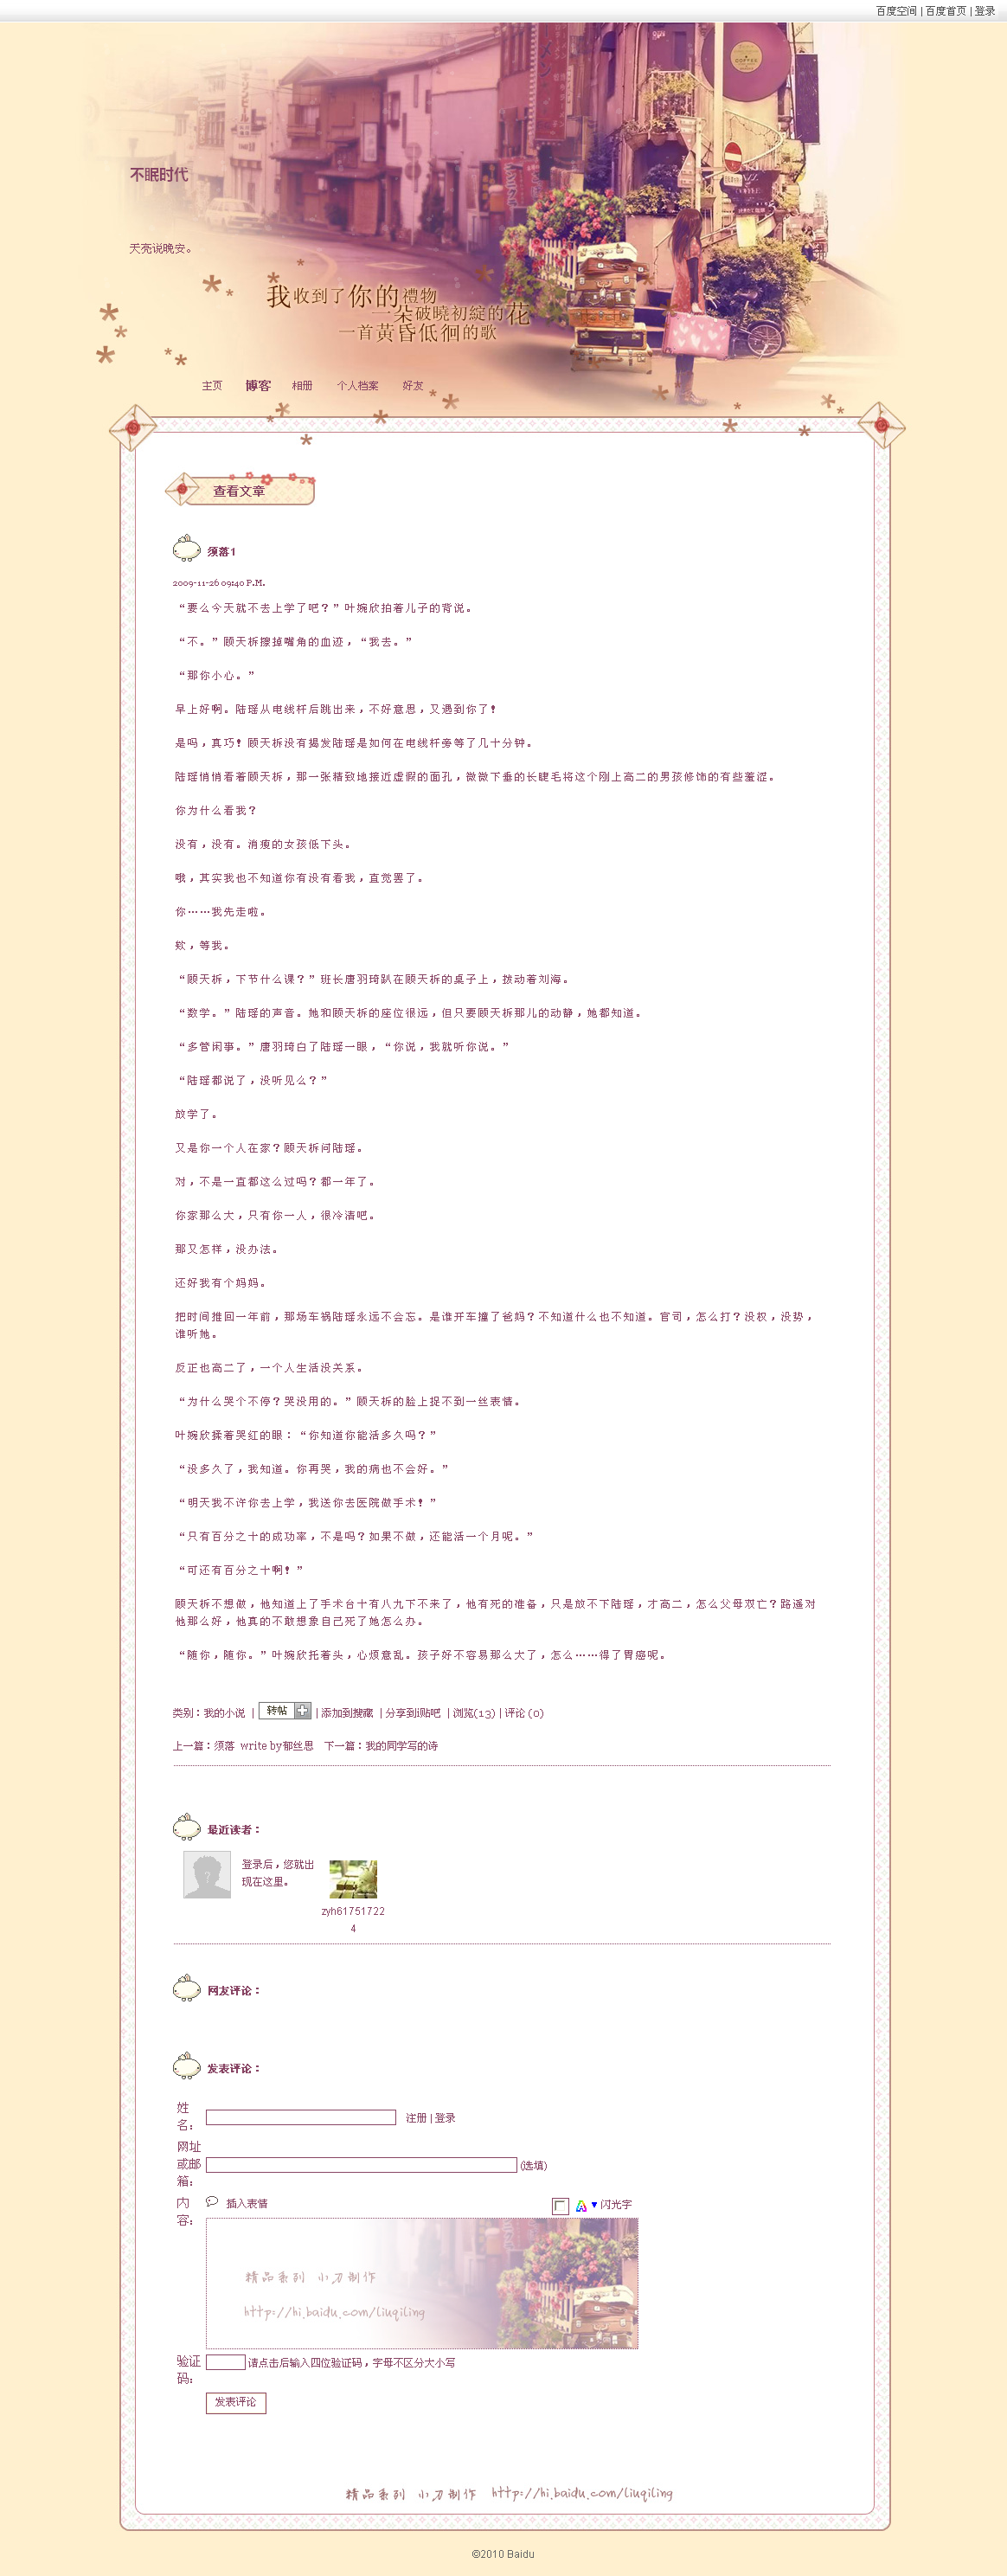 百度空间 | 百度首页 | 登录
COFFEE
不眠时代
天亮说晚安。
我收到了你的禮物
一朵破曉初綻的花
一首黃昏低徊的歌
主页 博客 相册 个人档案 好友
查看文章
须落1
2009-11-26 09:40 P.M.
“要么今天就不去上学了吧？”叶婉欣拍着儿子的背说。
“不。”顾天析擦掉嘴角的血迹，“我去。”
“那你小心。”
早上好啊。陆瑶从电线杆后跳出来，不好意思，又遇到你了！
是吗，真巧！顾天析没有揭发陆瑶是如何在电线杆旁等了几十分钟。
陆瑶悄悄看着顾天析，那一张精致地接近虚假的面孔，微微下垂的长睫毛将这个刚上高二的男孩修饰的有些羞涩。
你为什么看我？
没有，没有。消瘦的女孩低下头。
哦，其实我也不知道你有没有看我，直觉罢了。
你……我先走啦。
欸，等我。
“顾天析，下节什么课？”班长唐羽琦趴在顾天析的桌子上，拨动着刘海。
“数学。”陆瑶的声音。她和顾天析的座位很远，但只要顾天析那儿的动静，她都知道。
“多管闲事。”唐羽琦白了陆瑶一眼，“你说，我就听你说。”
“陆瑶都说了，没听见么？”
放学了。
又是你一个人在家？顾天析问陆瑶。
对，不是一直都这么过吗？都一年了。
你家那么大，只有你一人，很冷清吧。
那又怎样，没办法。
还好我有个妈妈。
把时间推回一年前，那场车祸陆瑶永远不会忘。是谁开车撞了爸妈？不知道什么也不知道。官司，怎么打？没权，没势，
谁听她。
反正也高二了，一个人生活没关系。
“为什么哭个不停？哭没用的。”顾天析的脸上捉不到一丝表情。
叶婉欣揉着哭红的眼：“你知道你能活多久吗？”
“没多久了，我知道。你再哭，我的病也不会好。”
“明天我不许你去上学，我送你去医院做手术！”
“只有百分之十的成功率，不是吗？如果不做，还能活一个月呢。”
“可还有百分之十啊！”
顾天析不想做，他知道上了手术台十有八九下不来了，他有死的准备，只是放不下陆瑶，才高二，怎么父母双亡？路遥对
他那么好，他真的不敢想象自己死了她怎么办。
“随你，随你。”叶婉欣托着头，心烦意乱。孩子好不容易那么大了，怎么……得了胃癌呢。
类别：我的小说 | 转帖 | 添加到搜藏 | 分享到i贴吧 | 浏览(13) | 评论 (0)
上一篇：须落 write by郁丝思 下一篇：我的同学写的诗
最近读者：
登录后，您就出
现在这里。
zyh61751722
4
网友评论：
发表评论：
姓
名：
注册 | 登录
网址
或邮
箱：
(选填)
内
容：
插入表情
闪光字
精品系列 小刀制作
http://hi.baidu.com/liuqiling
验证
码：
请点击后输入四位验证码，字母不区分大小写
发表评论
精品系列 小刀制作 http://hi.baidu.com/liuqiling
©2010 Baidu